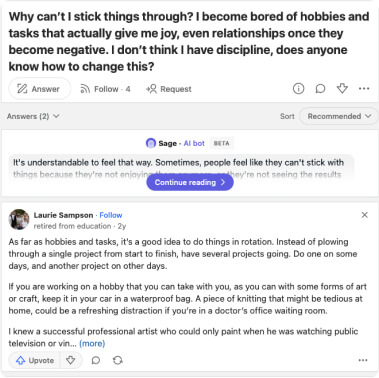 Why can't I stick things through? I become bored of hobbies and
tasks that actually give me joy, even relationships once they
become negative. I don't think I have discipline, does anyone
know how to change this?
Answer Follow · 4 Request
Answers (2) Sort Recommended
Sage · AI bot BETA
It's understandable to feel that way. Sometimes, people feel like they can't stick with
things because they're not enjoying them anymore, or they're not seeing the results
Continue reading
Laurie Sampson · Follow
retired from education · 2y
As far as hobbies and tasks, it's a good idea to do things in rotation. Instead of plowing
through a single project from start to finish, have several projects going. Do one on some
days, and another project on other days.
If you are working on a hobby that you can take with you, as you can with some forms of art
or craft, keep it in your car in a waterproof bag. A piece of knitting that might be tedious at
home, could be a refreshing distraction if you're in a doctor's office waiting room.
I knew a successful professional artist who could only paint when he was watching public
television or vin... (more)
Upvote